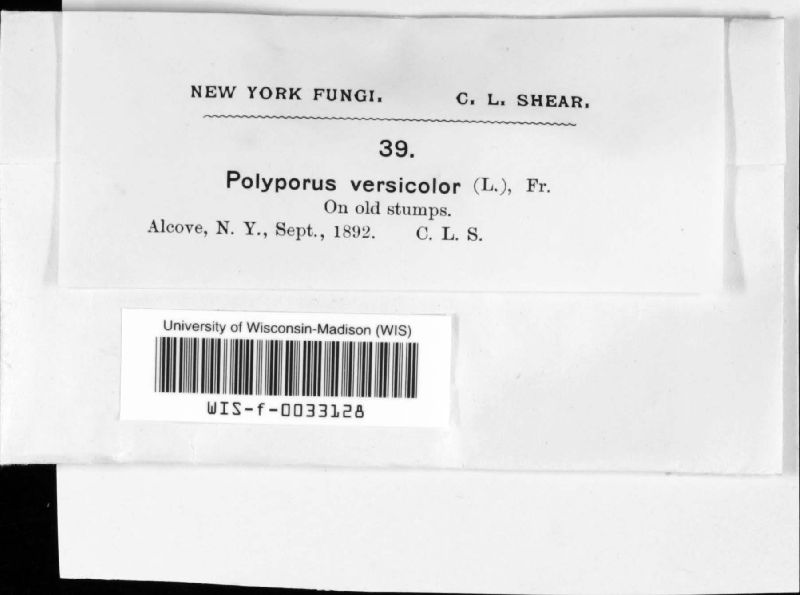 NEW YORK FUNGI. C. L. SHEAR.
39.
Polyporus versicolor (L.), Fr.
On old stumps.
Alcove, N. Y., Sept., 1892. C. L. S.
University of Wisconsin-Madison (WIS)
WIS-f-0033128